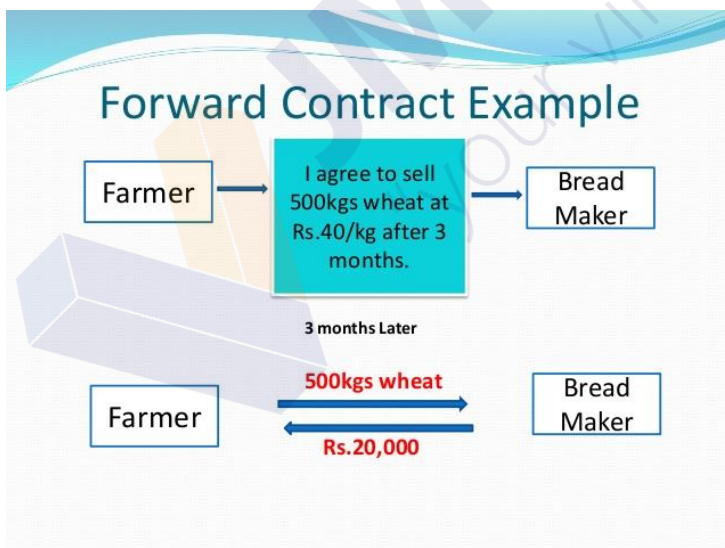 Forward Contract Example
Farmer
I agree to sell
500kgs wheat at
Rs.40/kg after 3
months.
Bread
Maker
3 months Later
Farmer
500kgs wheat
Rs.20,000
Bread
Maker
"your